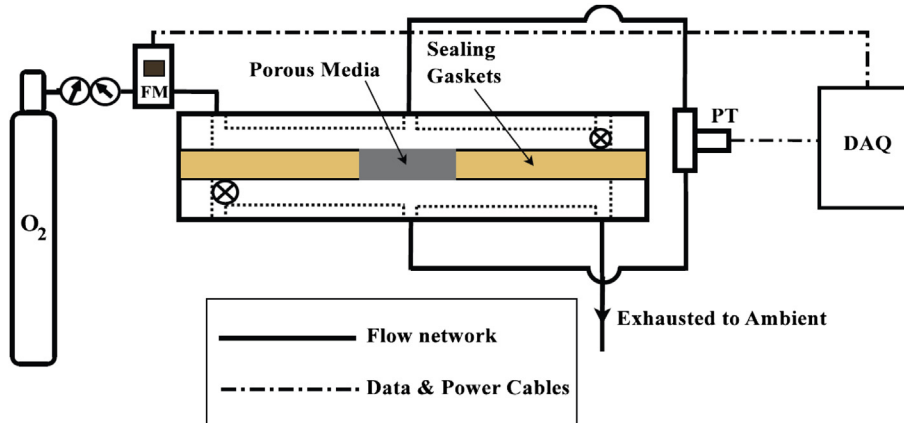 Sealing
Gaskets
Porous Media
FM
PT
DAQ
O2
Exhausted to Ambient
Flow network
Data & Power Cables